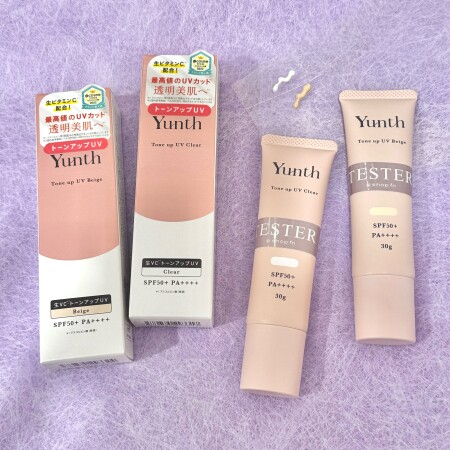 生ビタミンC
配合!
最高値のUVカット
透明美肌へ
トーンアップUV
Yunth
Tone up UV Beige
生VCトーンアップUV
Beige
SPF50+ PA++++
生ビタミンC
配合!
最高値のUVカット
透明美肌へ
トーンアップUV
Yunth
Tone up UV Clear
生VCトーンアップUV
Clear
SPF50+ PA++++
Yunth
Tone up UV Clear
TESTER
SPF50+
PA++++
30g
Yunth
Tone up UV Beige
TESTER
SPF50+
PA++++
30g